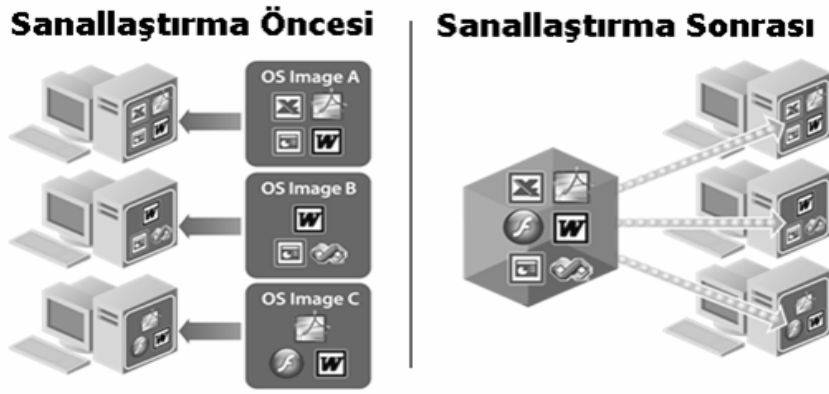 Sanallaştırma Öncesi
Sanallaştırma Sonrası
OS Image A
OS Image B
OS Image C